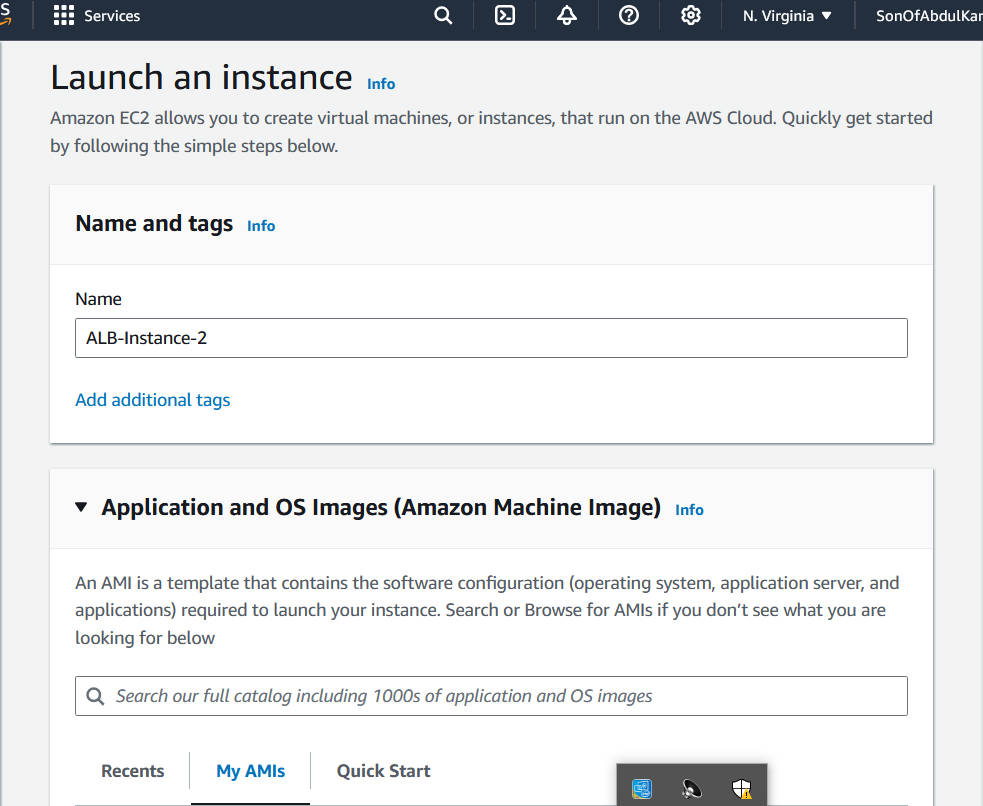 Services
N. Virginia
Launch an instance Info
Amazon EC2 allows you to create virtual machines, or instances, that run on the AWS Cloud. Quickly get started
by following the simple steps below.
Name and tags Info
Name
ALB-Instance-2
Add additional tags
Application and OS Images (Amazon Machine Image) Info
An AMI is a template that contains the software configuration (operating system, application server, and
applications) required to launch your instance. Search or Browse for AMIs if you don’t see what you are
looking for below
Search our full catalog including 1000s of application and OS images
Recents
My AMIs
Quick Start